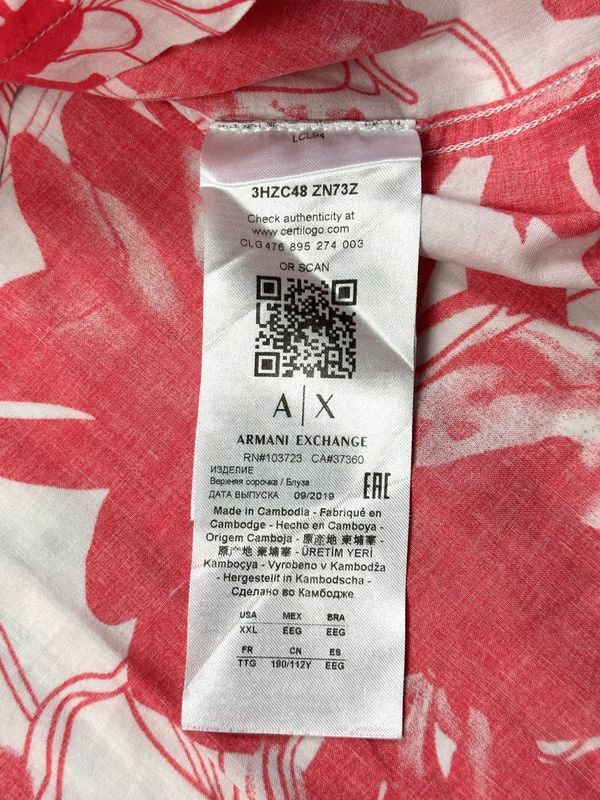 LCL94
3HZC48 ZN73Z
Check authenticity at
www.certilogo.com
CLG 476 895 274 003
OR SCAN
A|X
ARMANI EXCHANGE
RN#103723 CA#37360
ИЗДЕЛИЕ
Верхняя сорочка / Блуза
ДАТА ВЫПУСКА 09/2019
EAC
Made in Cambodia - Fabriqué en
Cambodge - Hecho en Camboya -
Origem Camboja - 原產地 柬埔寨 -
原产地 柬埔寨 - ÜRETİM YERİ
Kamboçya - Vyrobeno v Kambodža
- Hergestellt in Kambodscha -
Сделано во Камбодже
USA MEX BRA
XXL EEG EEG
FR CN ES
TTG 190/112Y EEG